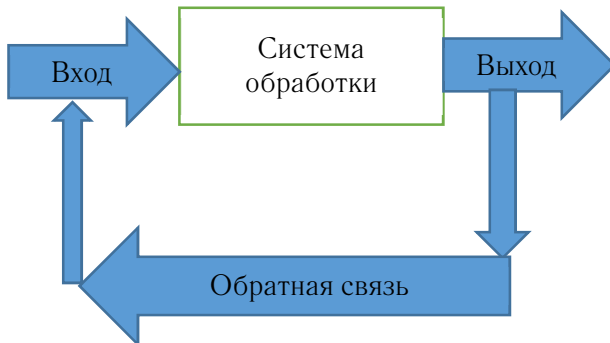 Вход
Система
обработки
Выход
Обратная связь